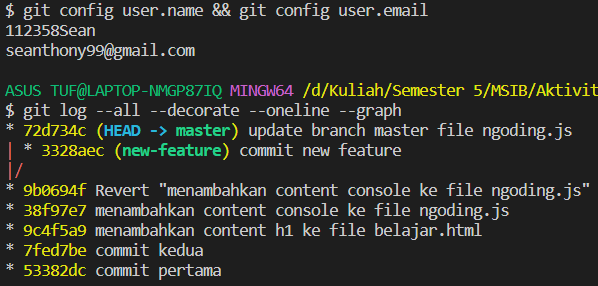 $ git config user.name && git config user.email
112358Sean
seanthony99@gmail.com
ASUS TUF@LAPTOP-NMGP87IQ MINGW64 /d/Kuliah/Semester 5/MSIB/Aktivit
$ git log --all --decorate --oneline --graph
* 72d734c (HEAD -> master) update branch master file ngoding.js
| * 3328aec (new-feature) commit new feature
|/
* 9b0694f Revert "menambahkan content console ke file ngoding.js"
* 38f97e7 menambahkan content console ke file ngoding.js
* 9c4f5a9 menambahkan content h1 ke file belajar.html
* 7fed7be commit kedua
* 53382dc commit pertama